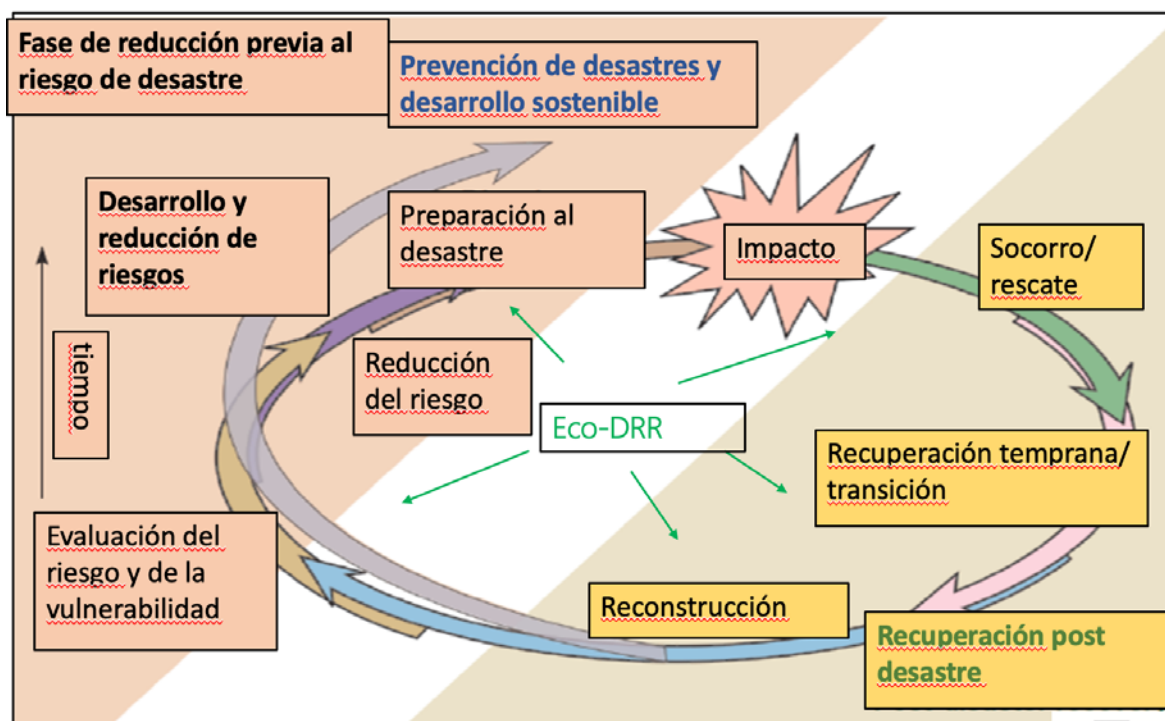 Fase de reducción previa al
riesgo de desastre
Prevención de desastres y
desarrollo sostenible
Desarrollo y
reducción de
riesgos
Preparación al
desastre
Impacto
Socorro/
rescate
tiempo
Reducción
del riesgo
Eco-DRR
Recuperación temprana/
transición
Evaluación del
riesgo y de la
vulnerabilidad
Reconstrucción
Recuperación post
desastre